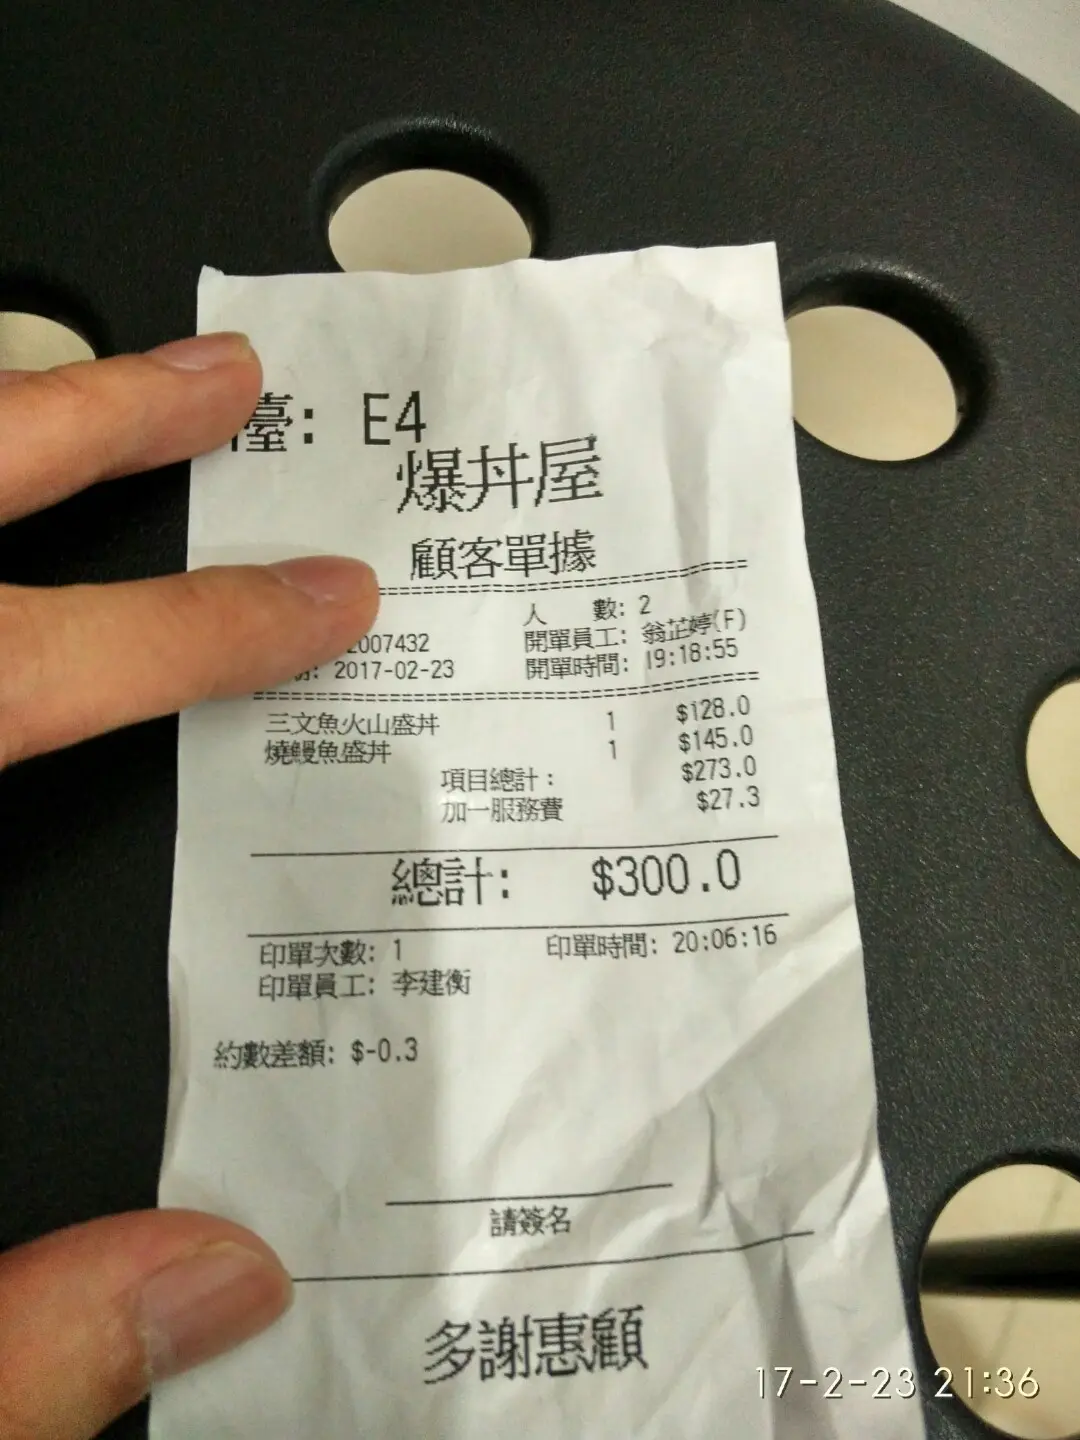 檯: E4
爆丼屋
顧客單據
人 數: 2
2007432 開單員工: 翁芷婷(F)
: 2017-02-23 開單時間: 19:18:55
三文魚火山盛丼 1 $128.0
燒鰻魚盛丼 1 $145.0
項目總計: $273.0
加一服務費 $27.3
總計: $300.0
印單次數: 1 印單時間: 20:06:16
印單員工: 李建衡
約數差額: $-0.3
請簽名
多謝惠顧
17-2-23 21:36